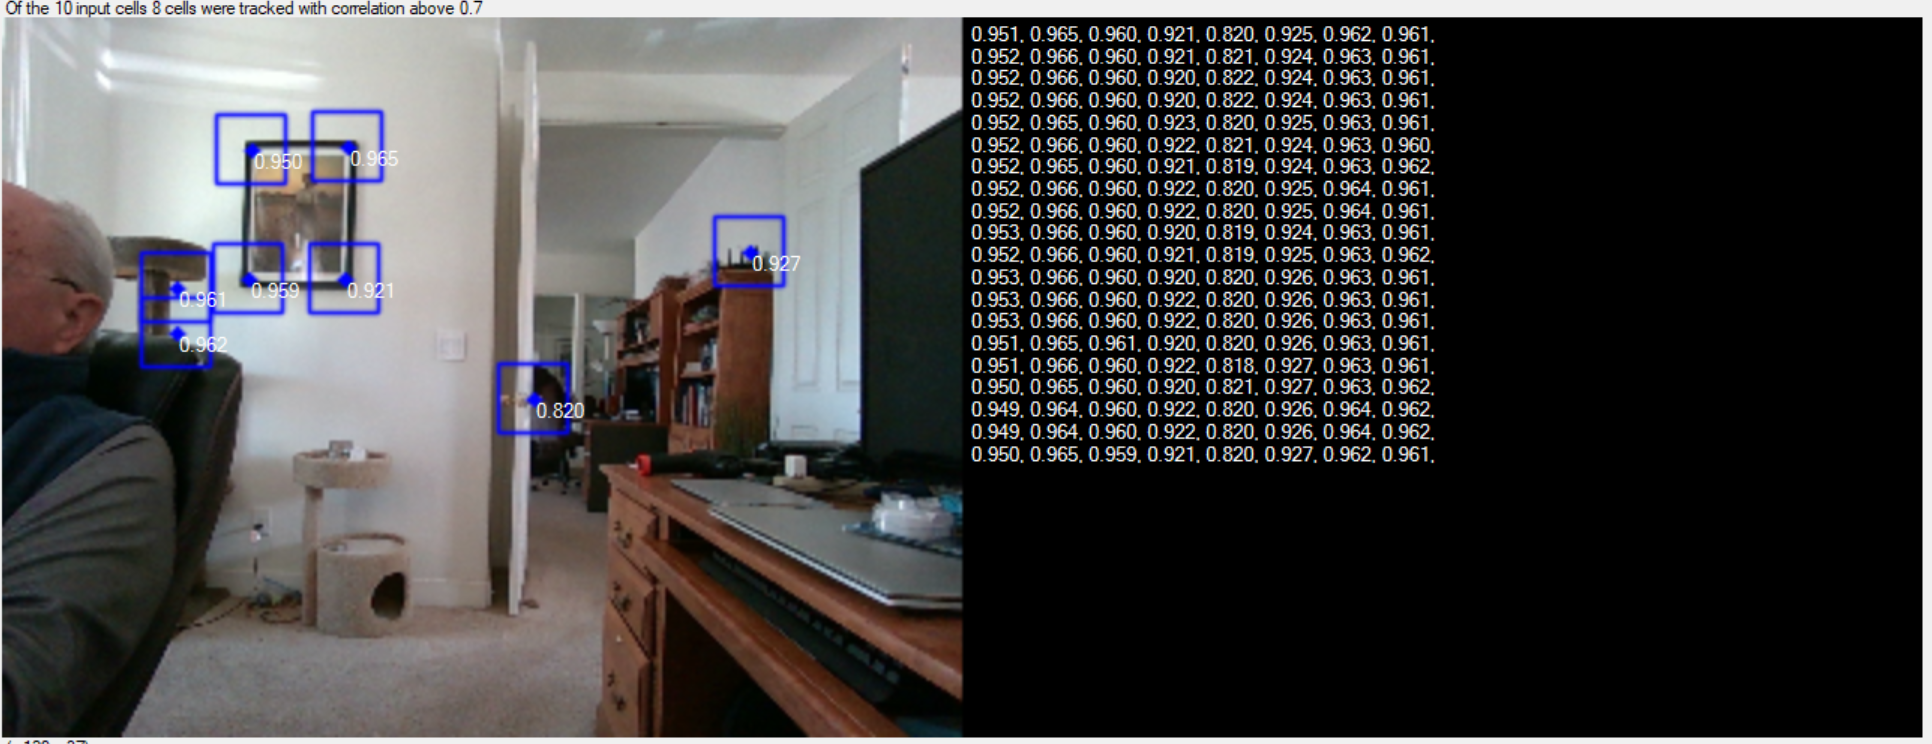 Of the 10 input cells 8 cells were tracked with correlation above 0.7
0.950
0.965
0.961
0.959
0.921
0.962
0.927
0.820
0.951, 0.965, 0.960, 0.921, 0.820, 0.925, 0.962, 0.961,
0.952, 0.966, 0.960, 0.921, 0.821, 0.924, 0.963, 0.961,
0.952, 0.966, 0.960, 0.920, 0.822, 0.924, 0.963, 0.961,
0.952, 0.966, 0.960, 0.920, 0.822, 0.924, 0.963, 0.961,
0.952, 0.965, 0.960, 0.923, 0.820, 0.925, 0.963, 0.961,
0.952, 0.966, 0.960, 0.922, 0.821, 0.924, 0.963, 0.960,
0.952, 0.965, 0.960, 0.921, 0.819, 0.924, 0.963, 0.962,
0.952, 0.966, 0.960, 0.922, 0.820, 0.925, 0.964, 0.961,
0.952, 0.966, 0.960, 0.922, 0.820, 0.925, 0.964, 0.961,
0.953, 0.966, 0.960, 0.920, 0.819, 0.924, 0.963, 0.961,
0.952, 0.966, 0.960, 0.921, 0.819, 0.925, 0.963, 0.962,
0.953, 0.966, 0.960, 0.920, 0.820, 0.926, 0.963, 0.961,
0.953, 0.966, 0.960, 0.922, 0.820, 0.926, 0.963, 0.961,
0.953, 0.966, 0.960, 0.922, 0.820, 0.926, 0.963, 0.961,
0.951, 0.965, 0.961, 0.920, 0.820, 0.926, 0.963, 0.961,
0.951, 0.966, 0.960, 0.922, 0.818, 0.927, 0.963, 0.961,
0.950, 0.965, 0.960, 0.920, 0.821, 0.927, 0.963, 0.962,
0.949, 0.964, 0.960, 0.922, 0.820, 0.926, 0.964, 0.962,
0.949, 0.964, 0.960, 0.922, 0.820, 0.926, 0.964, 0.962,
0.950, 0.965, 0.959, 0.921, 0.820, 0.927, 0.962, 0.961,